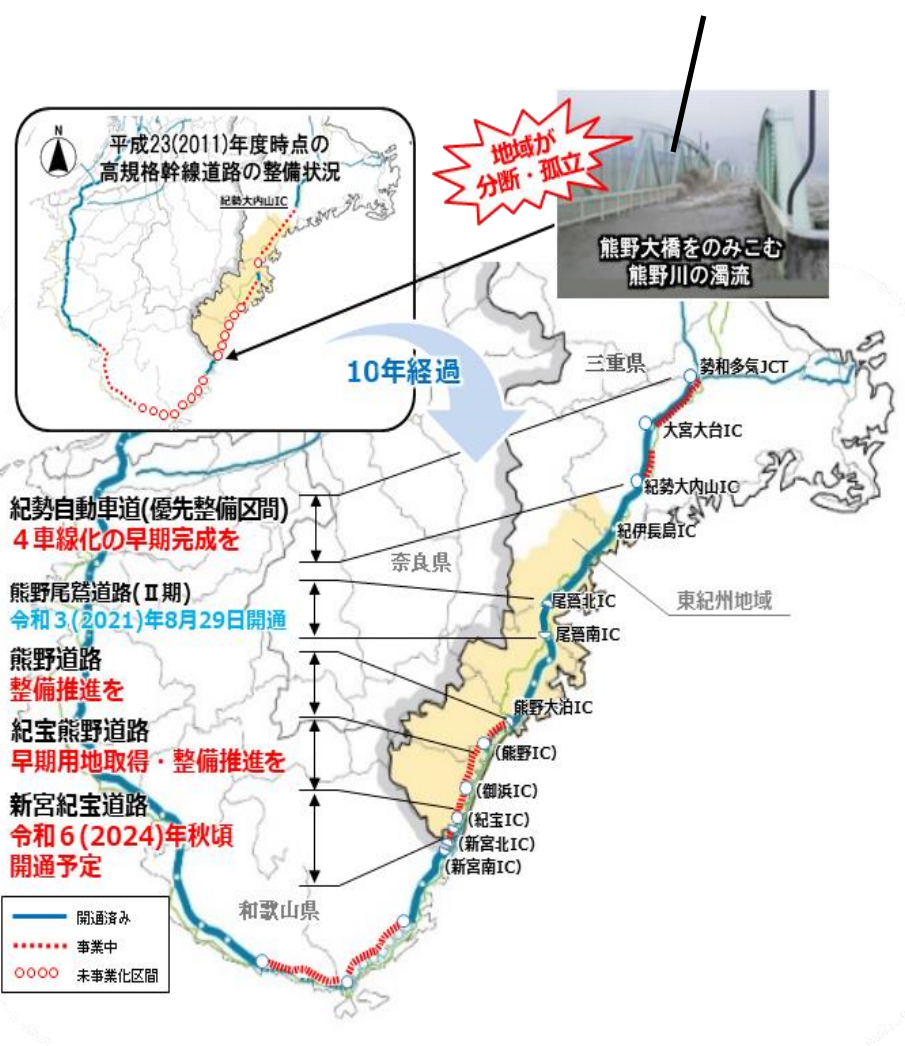 N
平成23(2011)年度時点の
高規格幹線道路の整備状況
紀勢大内山IC
地域が
分断・孤立
熊野大橋をのみこむ
熊野川の濁流
10年経過
三重県
勢和多気JCT
大宮大台IC
紀勢大内山IC
紀伊長島IC
紀勢自動車道(優先整備区間)
４車線化の早期完成を
奈良県
熊野尾鷲道路(Ⅱ期)
令和３(2021)年8月29日開通
尾鷲北IC
東紀州地域
尾鷲南IC
熊野道路
整備推進を
熊野大泊IC
紀宝熊野道路
早期用地取得・整備推進を
(熊野IC)
(御浜IC)
新宮紀宝道路
令和６(2024)年秋頃
開通予定
(紀宝IC)
(新宮北IC)
(新宮南IC)
和歌山県
開通済み
事業中
未事業化区間